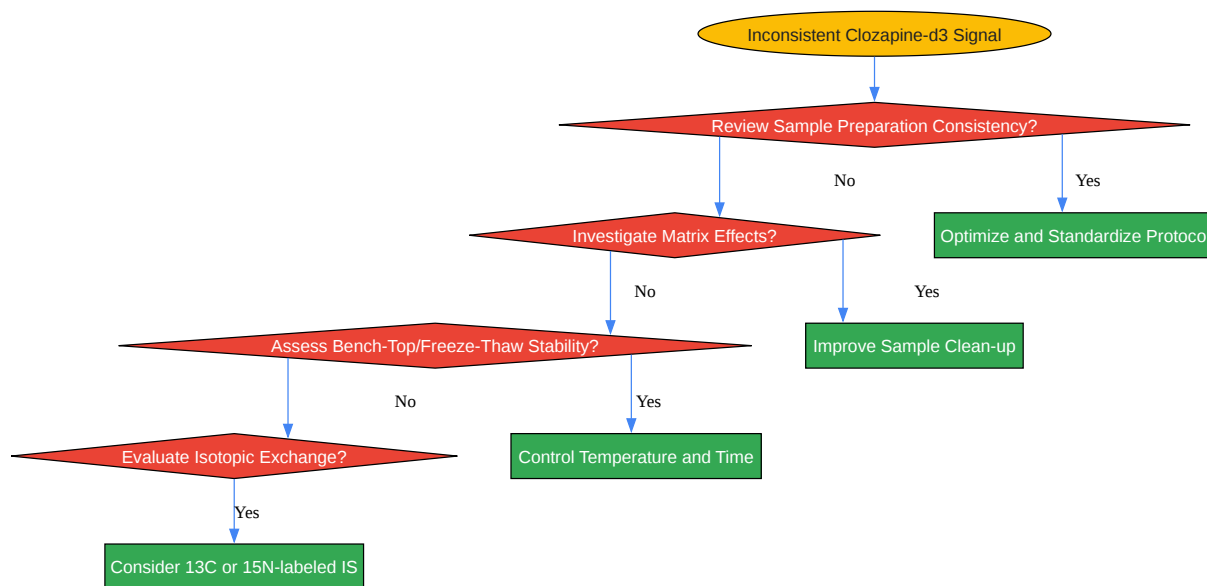 Inconsistent Clozapine-d3 Signal
Review Sample Preparation Consistency?
No
Yes
Investigate Matrix Effects?
Optimize and Standardize Protoco
No
Yes
Assess Bench-Top/Freeze-Thaw Stability?
Improve Sample Clean-up
No
Yes
Evaluate Isotopic Exchange?
Control Temperature and Time
Yes
Consider 13C or 15N-labeled IS